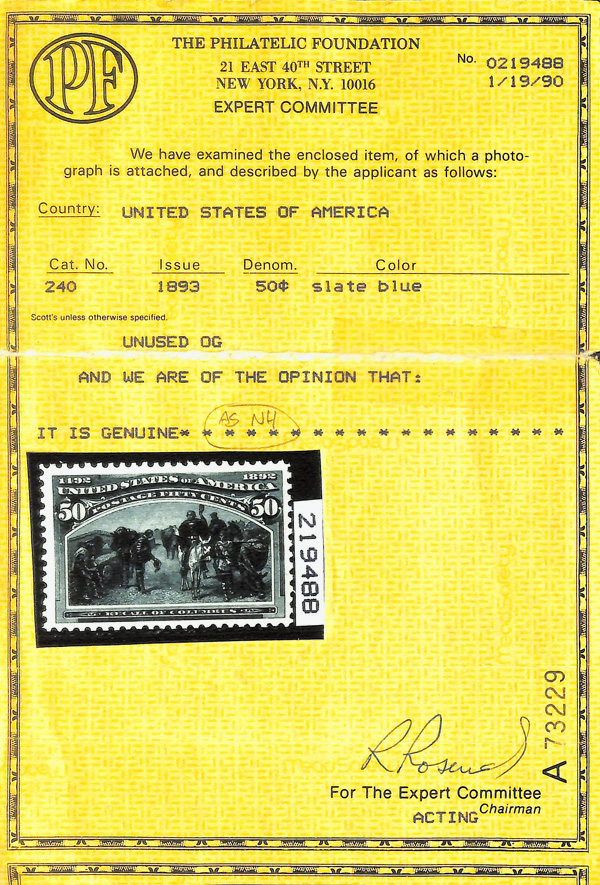 PF
THE PHILATELIC FOUNDATION
21 EAST 40TH STREET
NEW YORK, N.Y. 10016
EXPERT COMMITTEE
No. 0219488
1/19/90
We have examined the enclosed item, of which a photo-
graph is attached, and described by the applicant as follows:
Country: UNITED STATES OF AMERICA
Cat. No. Issue Denom. Color
240 1893 50¢ slate blue
Scott's unless otherwise specified.
UNUSED OG
AND WE ARE OF THE OPINION THAT:
AS NH
IT IS GENUINE* * * * * * * * * * * * * * * * * *
1492 1892
UNITED STATES OF AMERICA
POSTAGE FIFTY CENTS
50 50
RECALL OF COLUMBUS
219488
A 73229
For The Expert Committee
Chairman
ACTING